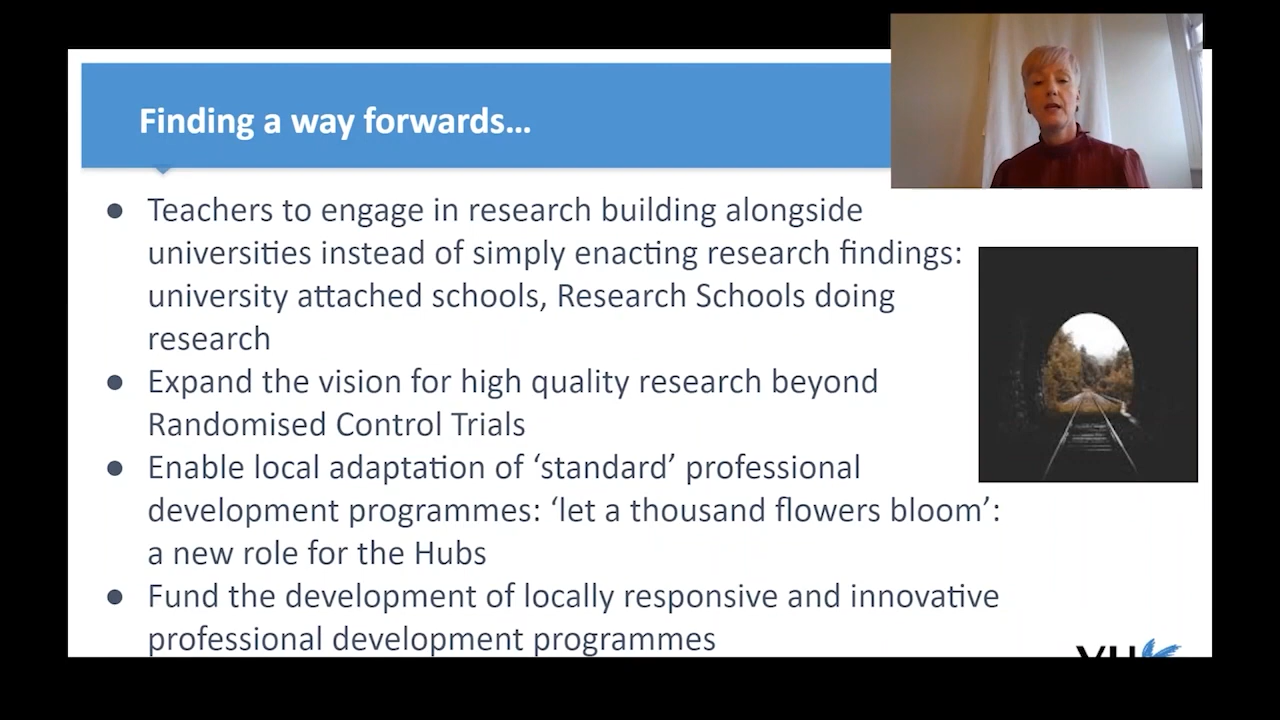 Finding a way forwards...
● Teachers to engage in research building alongside
universities instead of simply enacting research findings:
university attached schools, Research Schools doing
research
● Expand the vision for high quality research beyond
Randomised Control Trials
● Enable local adaptation of ‘standard’ professional
development programmes: ‘let a thousand flowers bloom’:
a new role for the Hubs
● Fund the development of locally responsive and innovative
professional development programmes